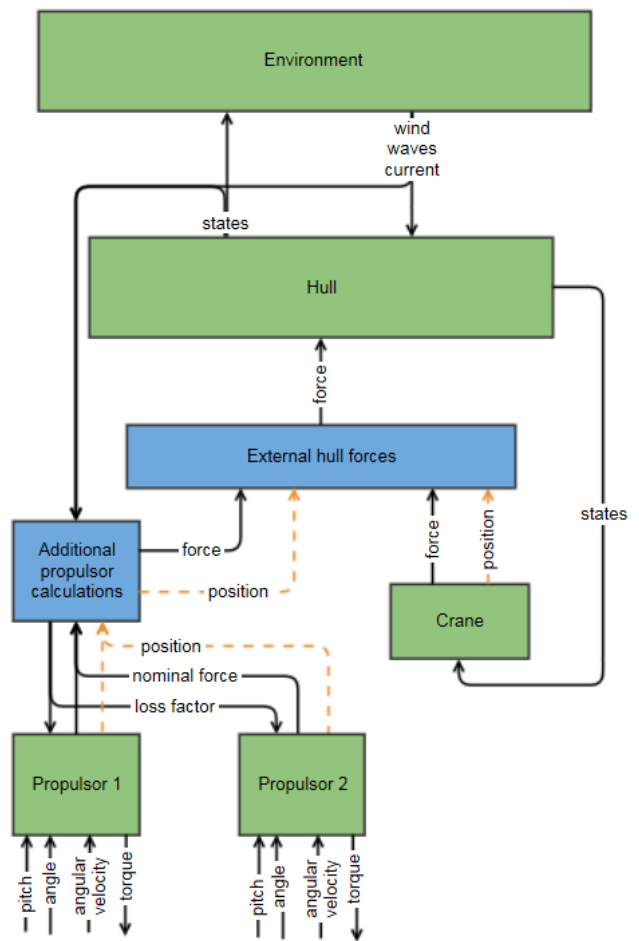 Environment
wind
waves
current
states
Hull
force
External hull forces
states
force
position
force
position
Additional
propulsor
calculations
Crane
position
nominal force
loss factor
Propulsor 1
Propulsor 2
pitch
angle
angular
velocity
torque
pitch
angle
angular
velocity
torque